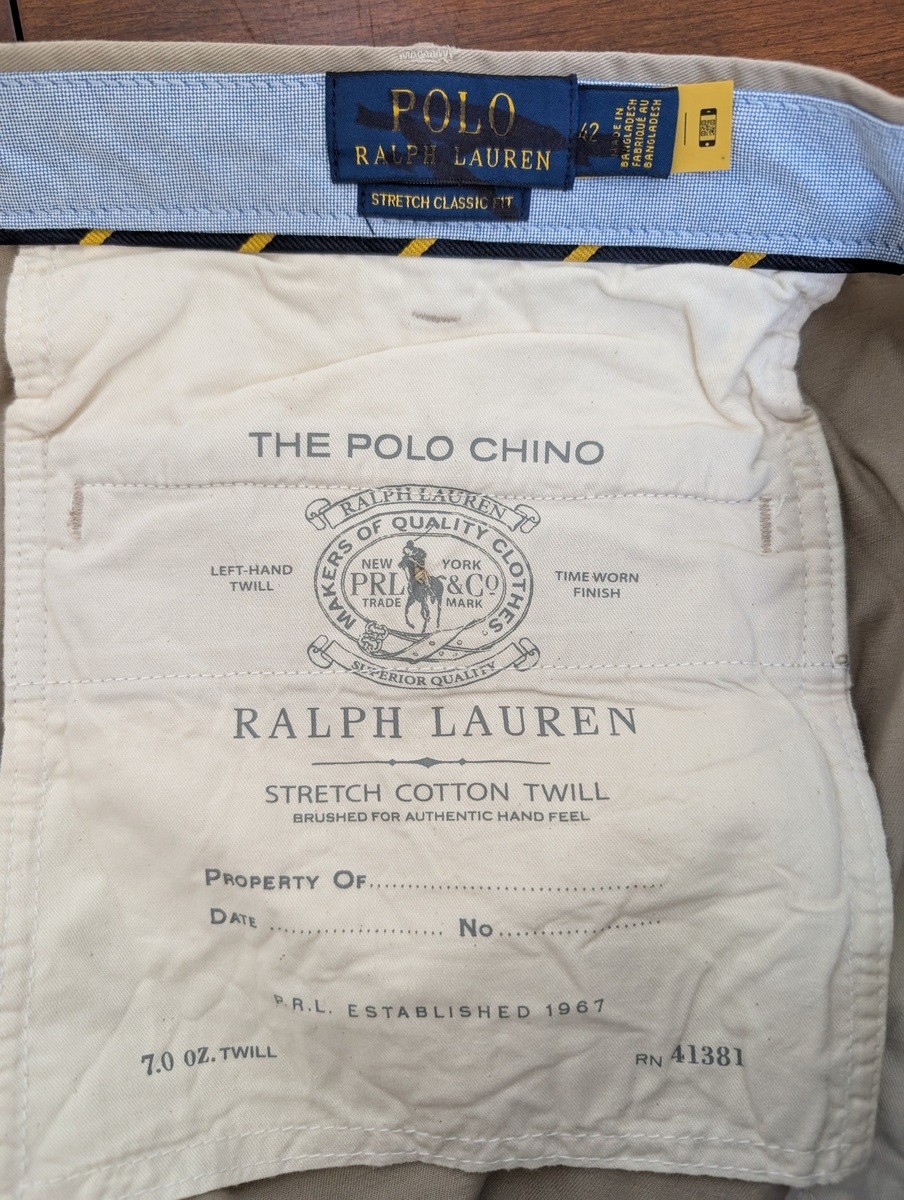 POLO
RALPH LAUREN
STRETCH CLASSIC FIT
42
MADE IN
BANGLADESH
FABRIQUÉ AU
BANGLADESH
THE POLO CHINO
RALPH LAUREN
MAKERS OF QUALITY CLOTHES
NEW YORK
PRL & Cº
TRADE MARK
SUPERIOR QUALITY
LEFT-HAND
TWILL
TIME WORN
FINISH
RALPH LAUREN
STRETCH COTTON TWILL
BRUSHED FOR AUTHENTIC HAND FEEL
PROPERTY OF....................................
DATE ...................... NO....................
P.R.L. ESTABLISHED 1967
7.0 OZ. TWILL
RN 41381